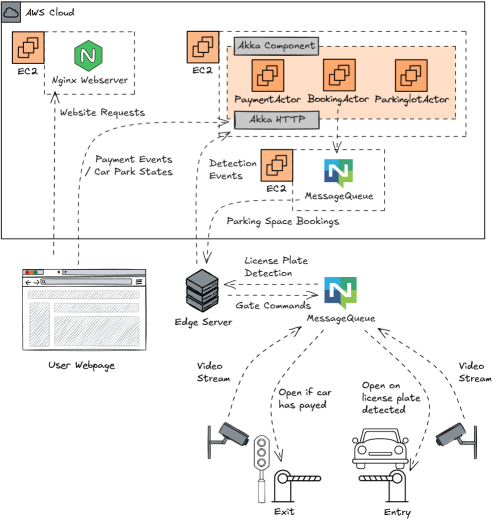 AWS Cloud
EC2
Nginx Webserver
EC2
Akka Component
PaymentActor
BookingActor
ParkinglotActor
Akka HTTP
Website Requests
Payment Events
/ Car Park States
Detection
Events
EC2
MessageQueue
Parking Space Bookings
User Webpage
Edge Server
License Plate
Detection
Gate Commands
MessageQueue
Video
Stream
Open if car
has payed
Open on
license plate
detected
Video
Stream
Exit
Entry